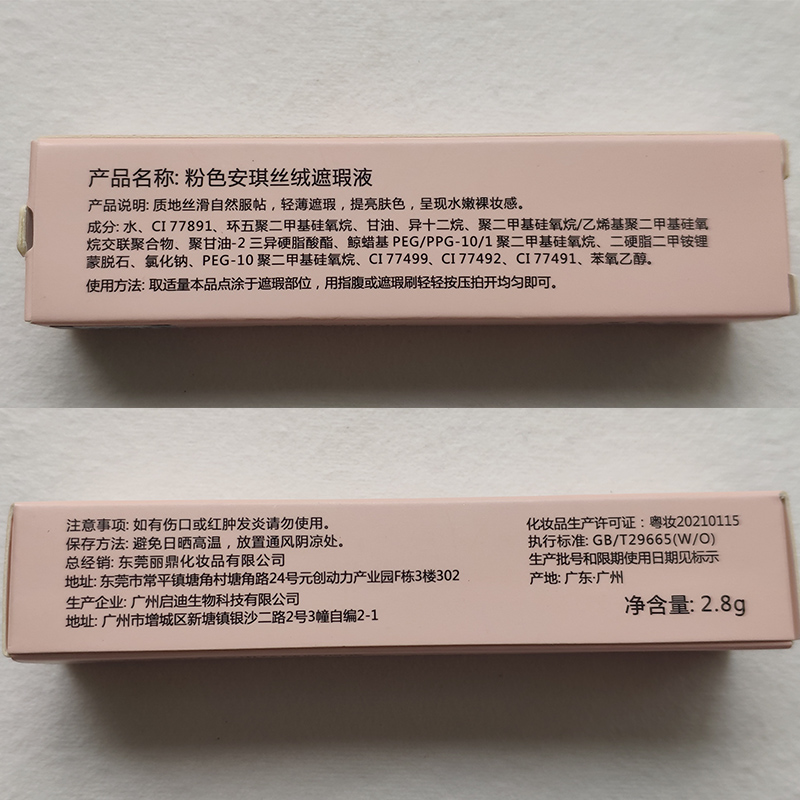 产品名称: 粉色安琪丝绒遮瑕液
产品说明: 质地丝滑自然服帖，轻薄遮瑕，提亮肤色，呈现水嫩裸妆感。
成分: 水、CI 77891、环五聚二甲基硅氧烷、甘油、异十二烷、聚二甲基硅氧烷/乙烯基聚二甲基硅氧
烷交联聚合物、聚甘油-2 三异硬脂酸酯、鲸蜡基 PEG/PPG-10/1 聚二甲基硅氧烷、二硬脂二甲铵锂
蒙脱石、氯化钠、PEG-10 聚二甲基硅氧烷、CI 77499、CI 77492、CI 77491、苯氧乙醇。
使用方法: 取适量本品点涂于遮瑕部位，用指腹或遮瑕刷轻轻按压拍开均匀即可。
注意事项: 如有伤口或红肿发炎请勿使用。
保存方法: 避免日晒高温，放置通风阴凉处。
总经销: 东莞丽鼎化妆品有限公司
地址: 东莞市常平镇塘角村塘角路24号元创动力产业园F栋3楼302
生产企业: 广州启迪生物科技有限公司
地址: 广州市增城区新塘镇银沙二路2号3幢自编2-1
化妆品生产许可证：粤妆20210115
执行标准: GB/T29665(W/O)
生产批号和限期使用日期见标示
产地: 广东·广州
净含量: 2.8g